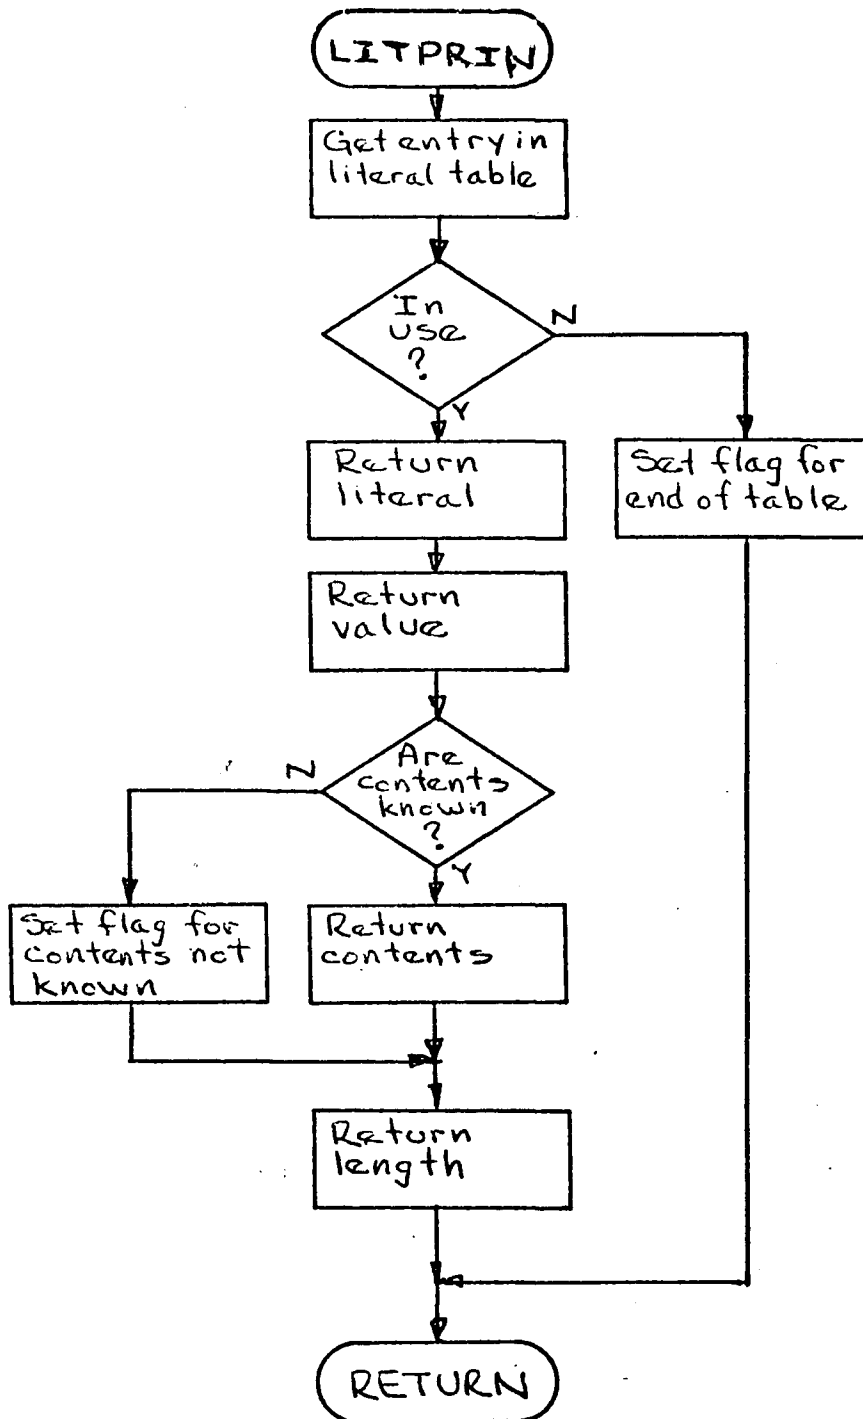 LITPRIN
Get entry in
literal table
In
use
?
N
Y
Return
literal
Set flag for
end of table
Return
value
Are
contents
known
?
N
Y
Set flag for
contents not
known
Return
contents
Return
length
RETURN